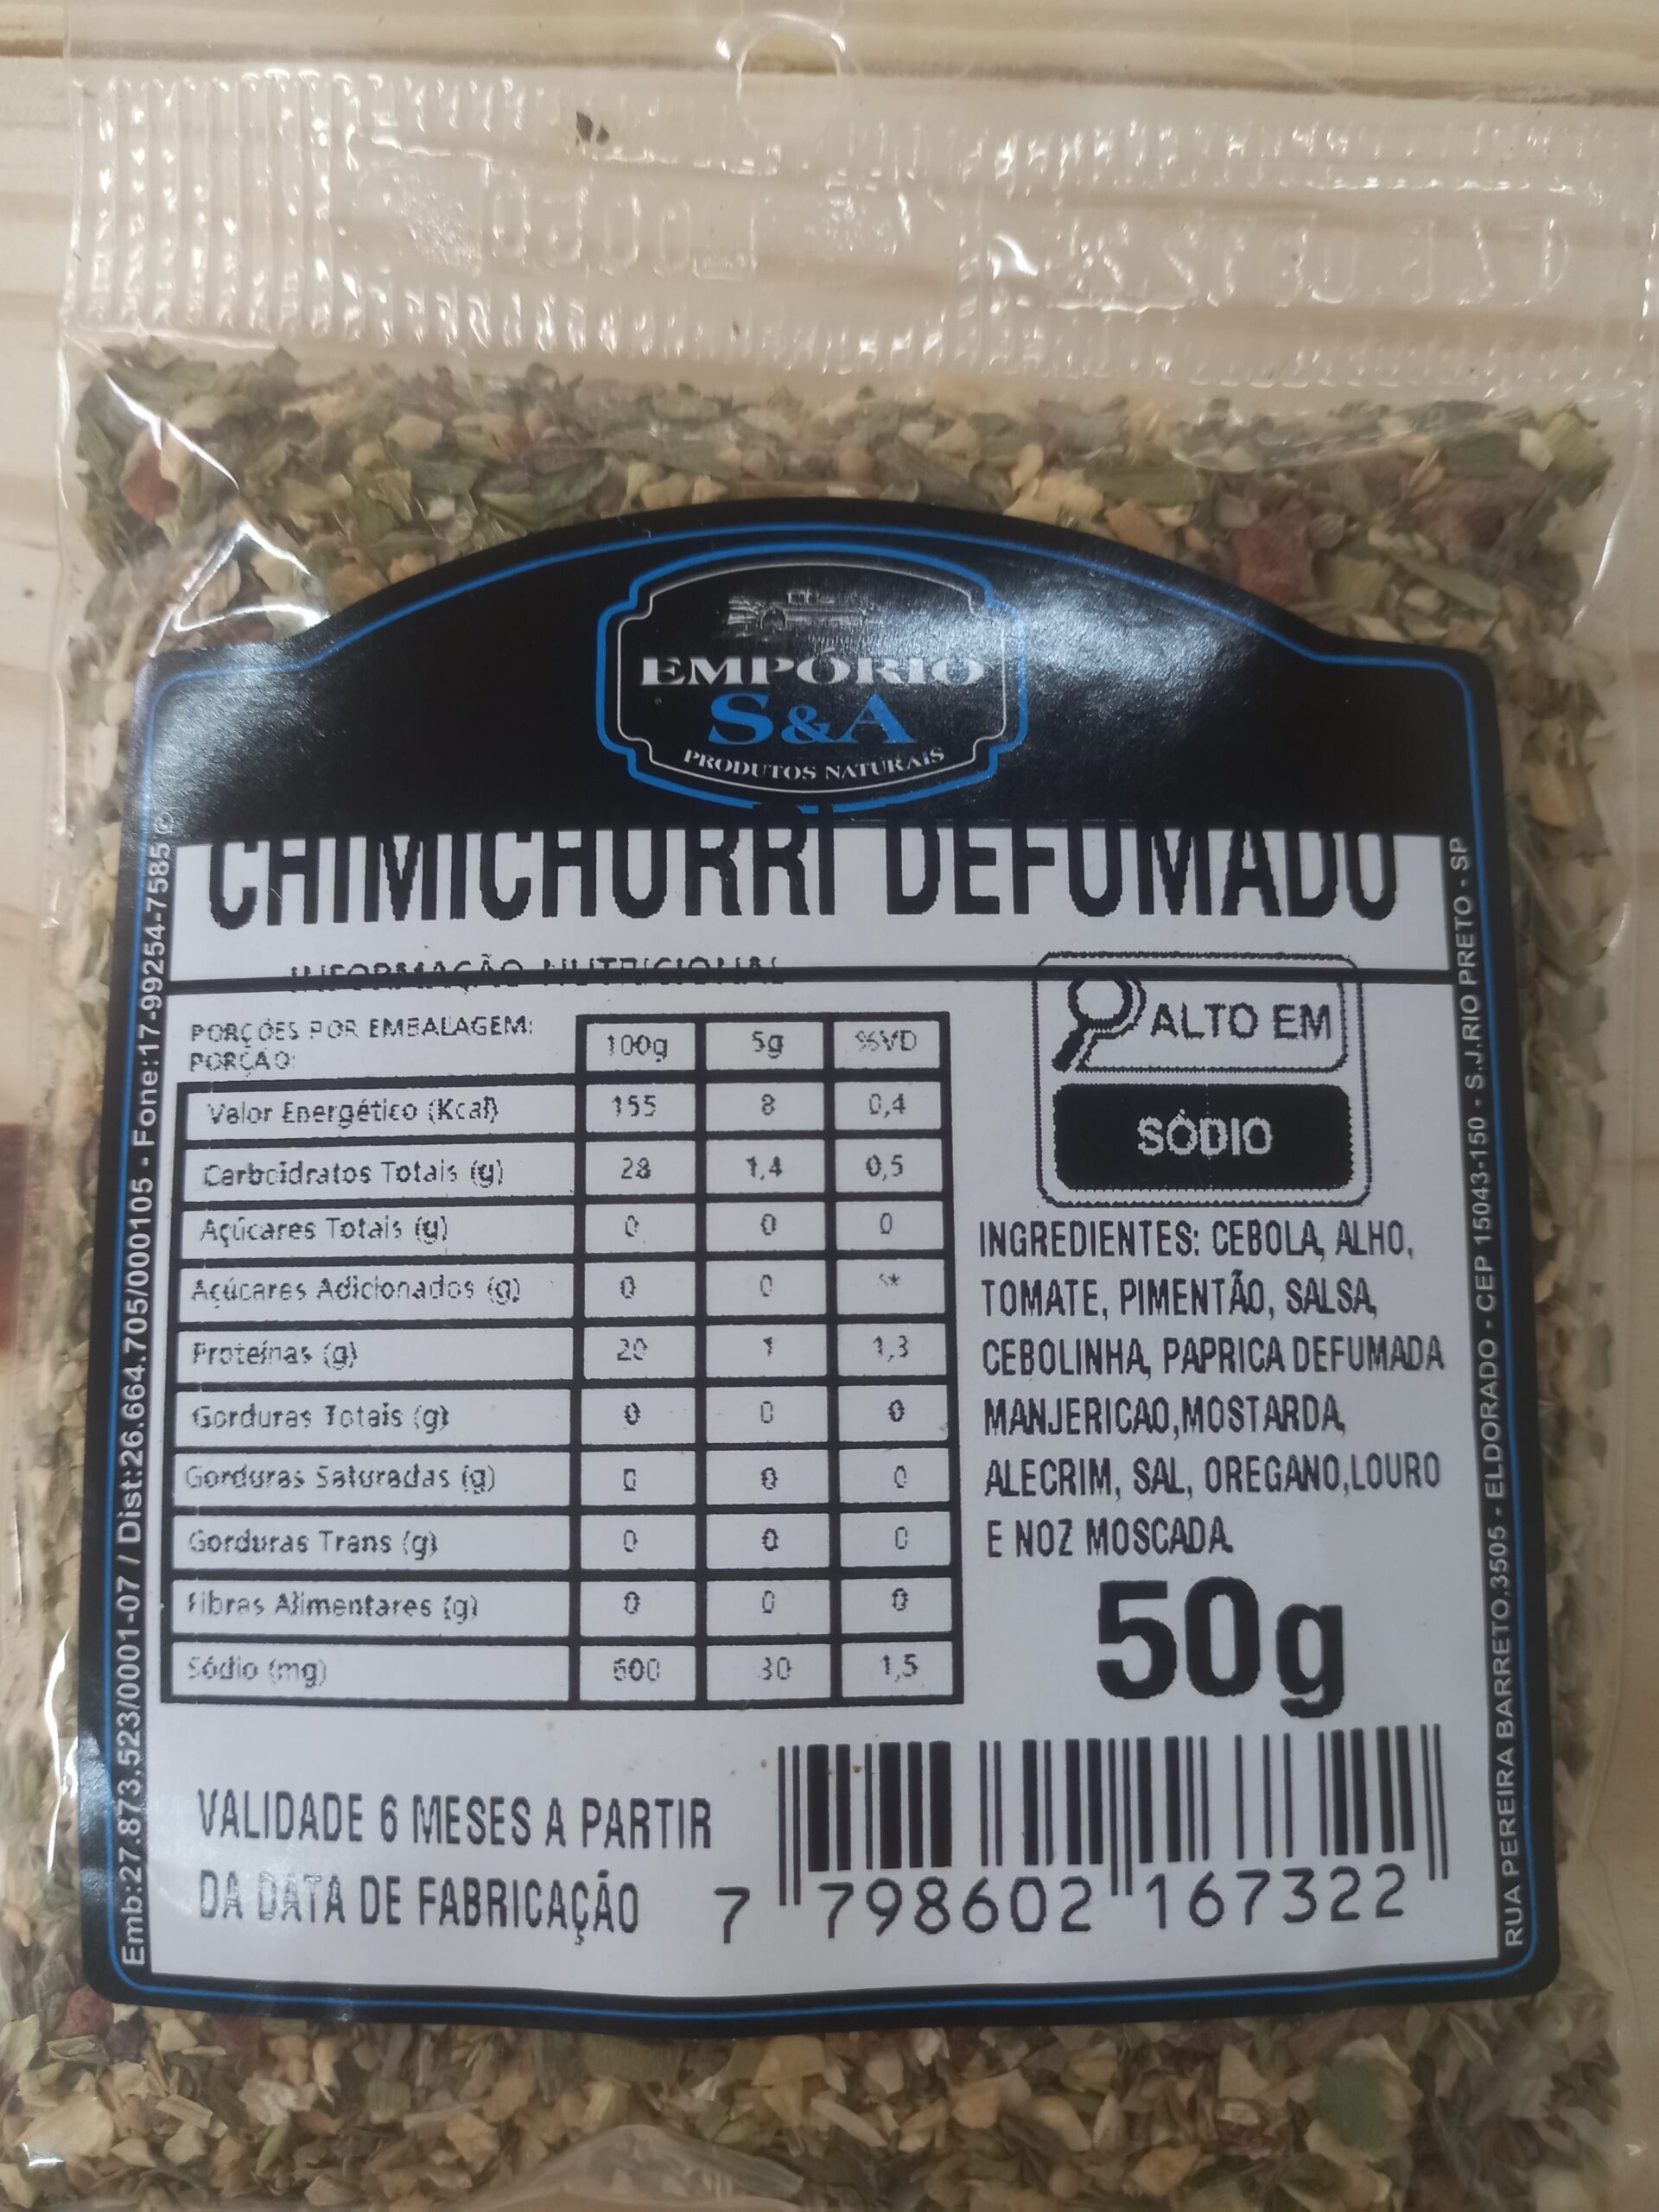 EMPÓRIO
S&A
PRODUTOS NATURAIS
CHIMICHURRI DEFUMADO
INFORMAÇÃO NUTRICIONAL
PORÇÕES POR EMBALAGEM:
PORÇÃO:
100g 5g %VD
Valor Energético (Kcal) 155 8 0,4
Carboidratos Totais (g) 28 1,4 0,5
Açúcares Totais (g) 0 0 0
Açúcares Adicionados (g) 0 0 **
Proteínas (g) 20 1 1,3
Gorduras Totais (g) 0 0 0
Gorduras Saturadas (g) 0 0 0
Gorduras Trans (g) 0 0 0
Fibras Alimentares (g) 0 0 0
Sódio (mg) 600 30 1,5
ALTO EM
SÓDIO
INGREDIENTES: CEBOLA, ALHO,
TOMATE, PIMENTÃO, SALSA,
CEBOLINHA, PAPRICA DEFUMADA
MANJERICAO,MOSTARDA,
ALECRIM, SAL, OREGANO,LOURO
E NOZ MOSCADA.
50g
VALIDADE 6 MESES A PARTIR
DA DATA DE FABRICAÇÃO
7 798602 167322
Emb:27.873.523/0001-07 / Dist:26.664.705/000105 - Fone:17-99254-7585
RUA PEREIRA BARRETO.3505 - ELDORADO - CEP 15043-150 - S.J.RIO PRETO - SP